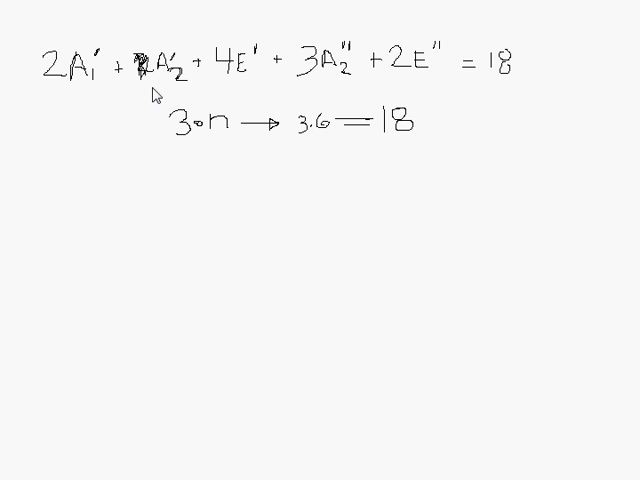 2A₁' + A₂' + 4E' + 3A₂" + 2E" = 18
3∘n → 3.6 = 18